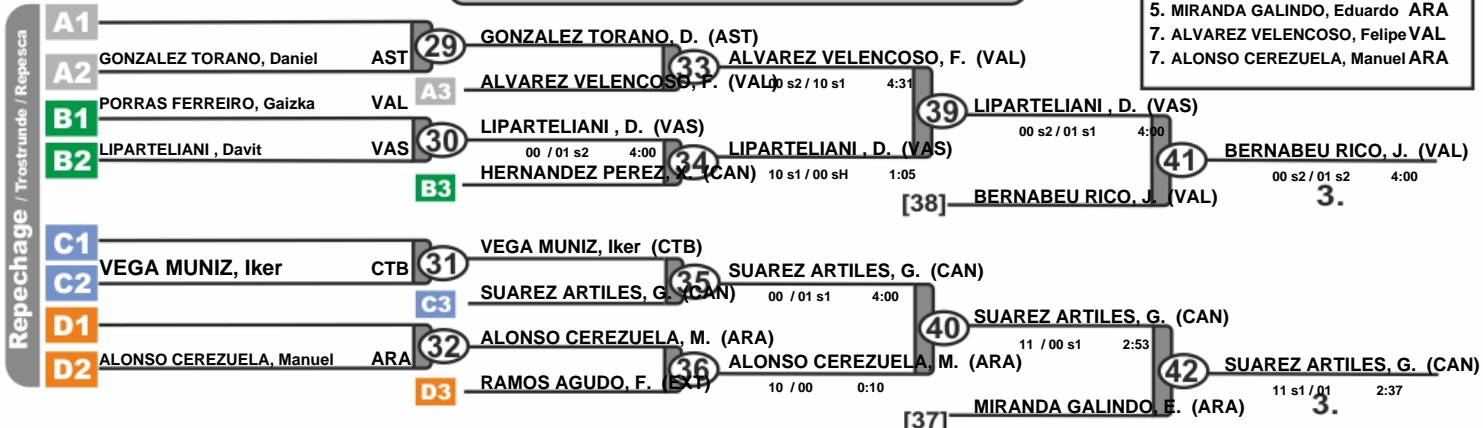 5. MIRANDA GALINDO, Eduardo ARA
7. ALVAREZ VELENCOSO, Felipe VAL
7. ALONSO CEREZUELA, Manuel ARA
Repechage / Trostrunde / Repesca
A1
GONZALEZ TORANO, D. (AST)
29
GONZALEZ TORANO, Daniel AST
A2
ALVAREZ VELENCOSO, F. (VAL)
33
A3
ALVAREZ VELENCOSO, F. (VAL)
00 s2 / 10 s1 4:31
PORRAS FERREIRO, Gaizka VAL
B1
39
LIPARTELIANI , D. (VAS)
00 s2 / 01 s1 4:00
LIPARTELIANI , D. (VAS)
30
00 / 01 s2 4:00
B2
LIPARTELIANI , Davit VAS
LIPARTELIANI , D. (VAS)
34
10 s1 / 00 sH 1:05
B3
HERNANDEZ PEREZ, X. (CAN)
41
BERNABEU RICO, J. (VAL)
00 s2 / 01 s2 4:00
3.
[38]
BERNABEU RICO, J. (VAL)
C1
VEGA MUNIZ, Iker (CTB)
31
VEGA MUNIZ, Iker CTB
C2
SUAREZ ARTILES, G. (CAN)
35
00 / 01 s1 4:00
C3
SUAREZ ARTILES, G. (CAN)
D1
40
SUAREZ ARTILES, G. (CAN)
11 / 00 s1 2:53
ALONSO CEREZUELA, M. (ARA)
32
D2
ALONSO CEREZUELA, Manuel ARA
ALONSO CEREZUELA, M. (ARA)
36
10 / 00 0:10
D3
RAMOS AGUDO, F. (EXT)
42
SUAREZ ARTILES, G. (CAN)
11 s1 / 01 2:37
3.
[37]
MIRANDA GALINDO, E. (ARA)